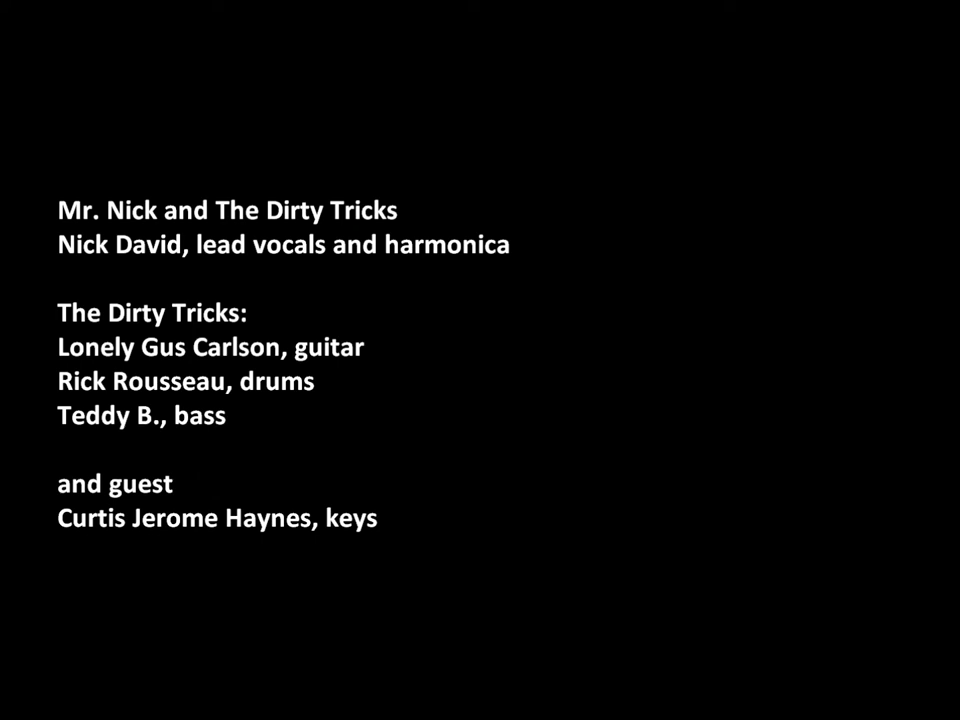 Mr. Nick and The Dirty Tricks
Nick David, lead vocals and harmonica
The Dirty Tricks:
Lonely Gus Carlson, guitar
Rick Rousseau, drums
Teddy B., bass
and guest
Curtis Jerome Haynes, keys